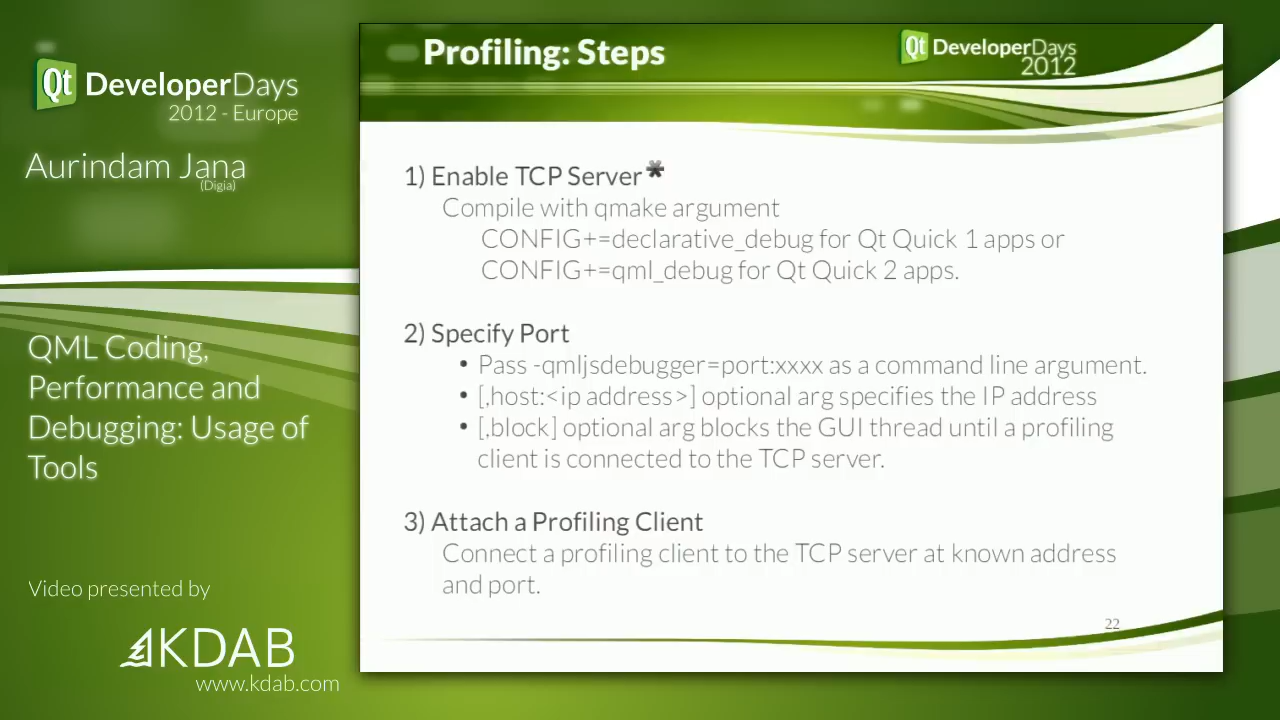 Qt DeveloperDays
2012 - Europe
Aurindam Jana
(Digia)
QML Coding,
Performance and
Debugging: Usage of
Tools
Video presented by
KDAB
www.kdab.com
Profiling: Steps
Qt DeveloperDays
2012
1) Enable TCP Server*
Compile with qmake argument
CONFIG+=declarative_debug for Qt Quick 1 apps or
CONFIG+=qml_debug for Qt Quick 2 apps.
2) Specify Port
• Pass -qmljsdebugger=port:xxxx as a command line argument.
• [,host:<ip address>] optional arg specifies the IP address
• [,block] optional arg blocks the GUI thread until a profiling
client is connected to the TCP server.
3) Attach a Profiling Client
Connect a profiling client to the TCP server at known address
and port.
22